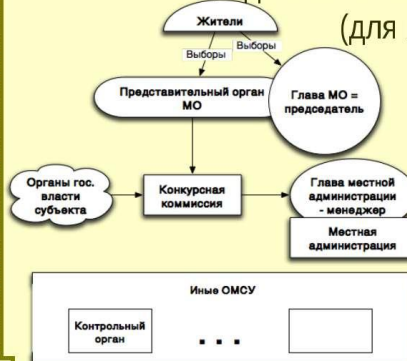 Жители
(для
Выборы
Выборы
Представительный орган
МО
Глава МО =
председатель
Органы гос.
власти
субъекта
Конкурсная
коммиссия
Глава местной
администрации
- менеджер
Местная
администрация
Иные ОМСУ
Контрольный
орган
...